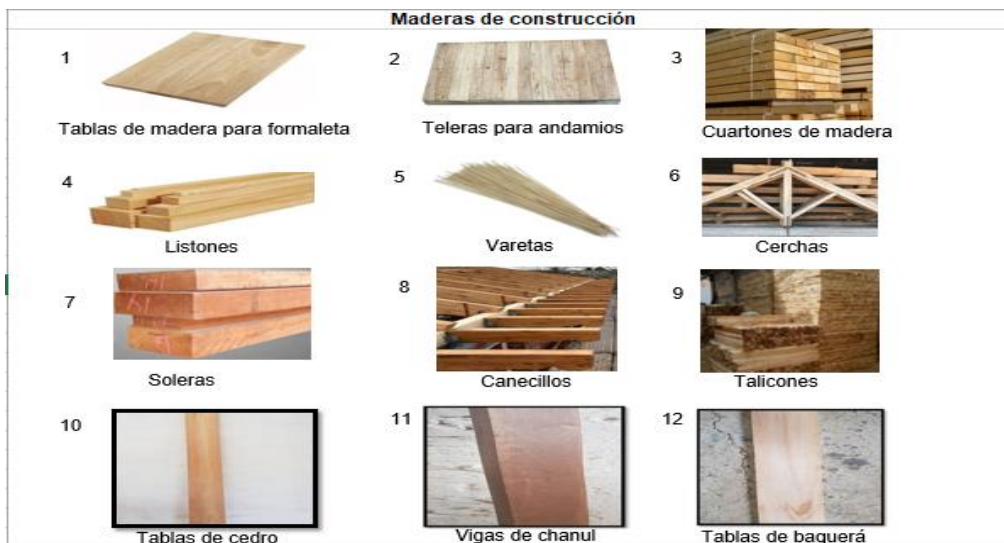 Maderas de construcción
1
2
3
Tablas de madera para formaleta
Teleras para andamios
Cuartones de madera
4
5
6
Listones
Varetas
Cerchas
7
8
9
Soleras
Canecillos
Talicones
10
11
12
Tablas de cedro
Vigas de chanul
Tablas de baquerá